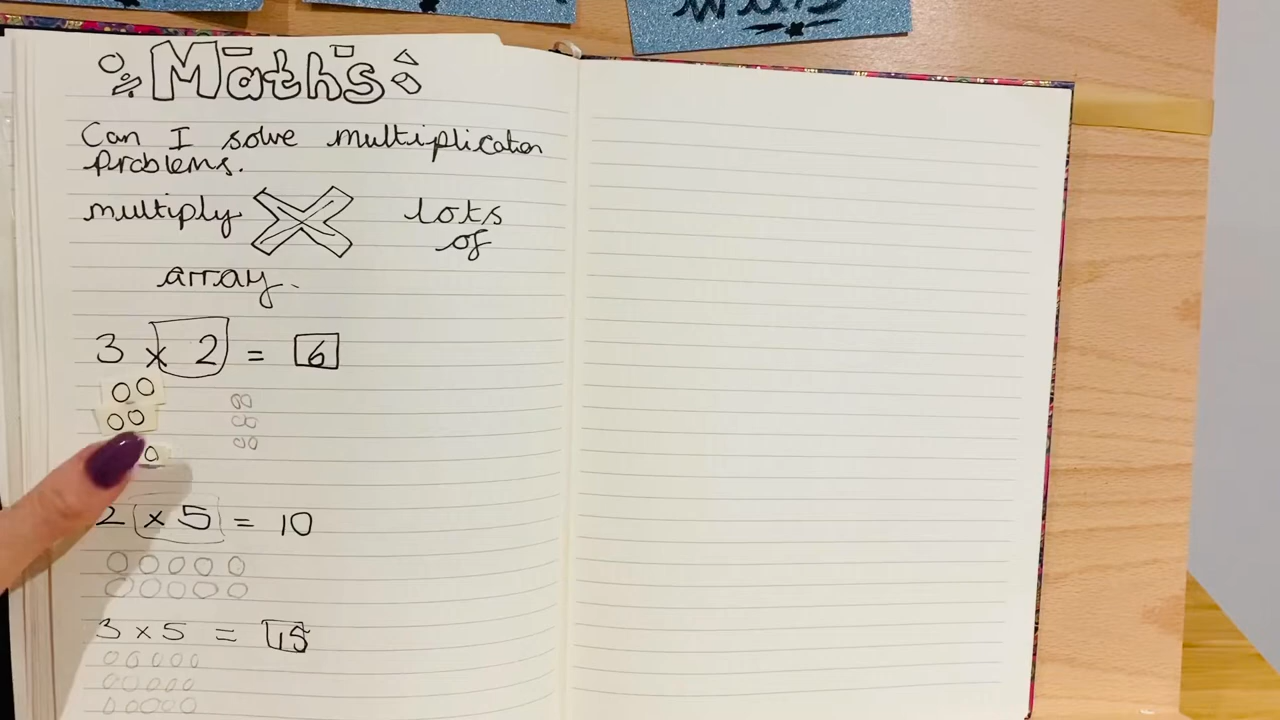 Maths
Can I solve multiplication
problems.
multiply × lots
of
array.
3 × 2 = 6
2 × 5 = 10
3 × 5 = 15